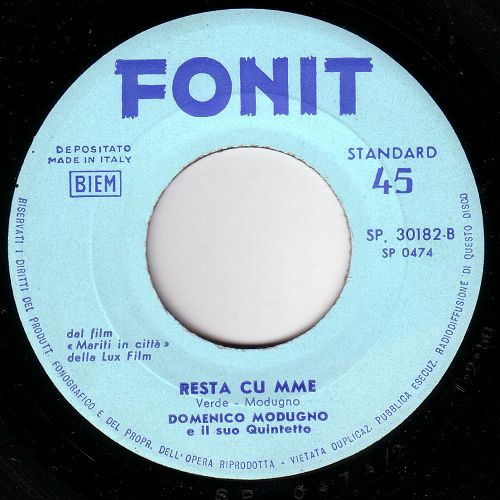 FONIT
DEPOSITATO
MADE IN ITALY
BIEM
STANDARD
45
SP. 30182-B
SP 0474
dal film
« Mariti in città »
della Lux Film
RESTA CU MME
Verde - Modugno
DOMENICO MODUGNO
e il suo Quintetto
RISERVATI I DIRITTI DEL PRODUTT. FONOGRAFICO E DEL PROPR. DELL'OPERA RIPRODOTTA - VIETATA DUPLICAZ. PUBBLICA ESECUZ. RADIODIFFUSIONE DI QUESTO DISCO